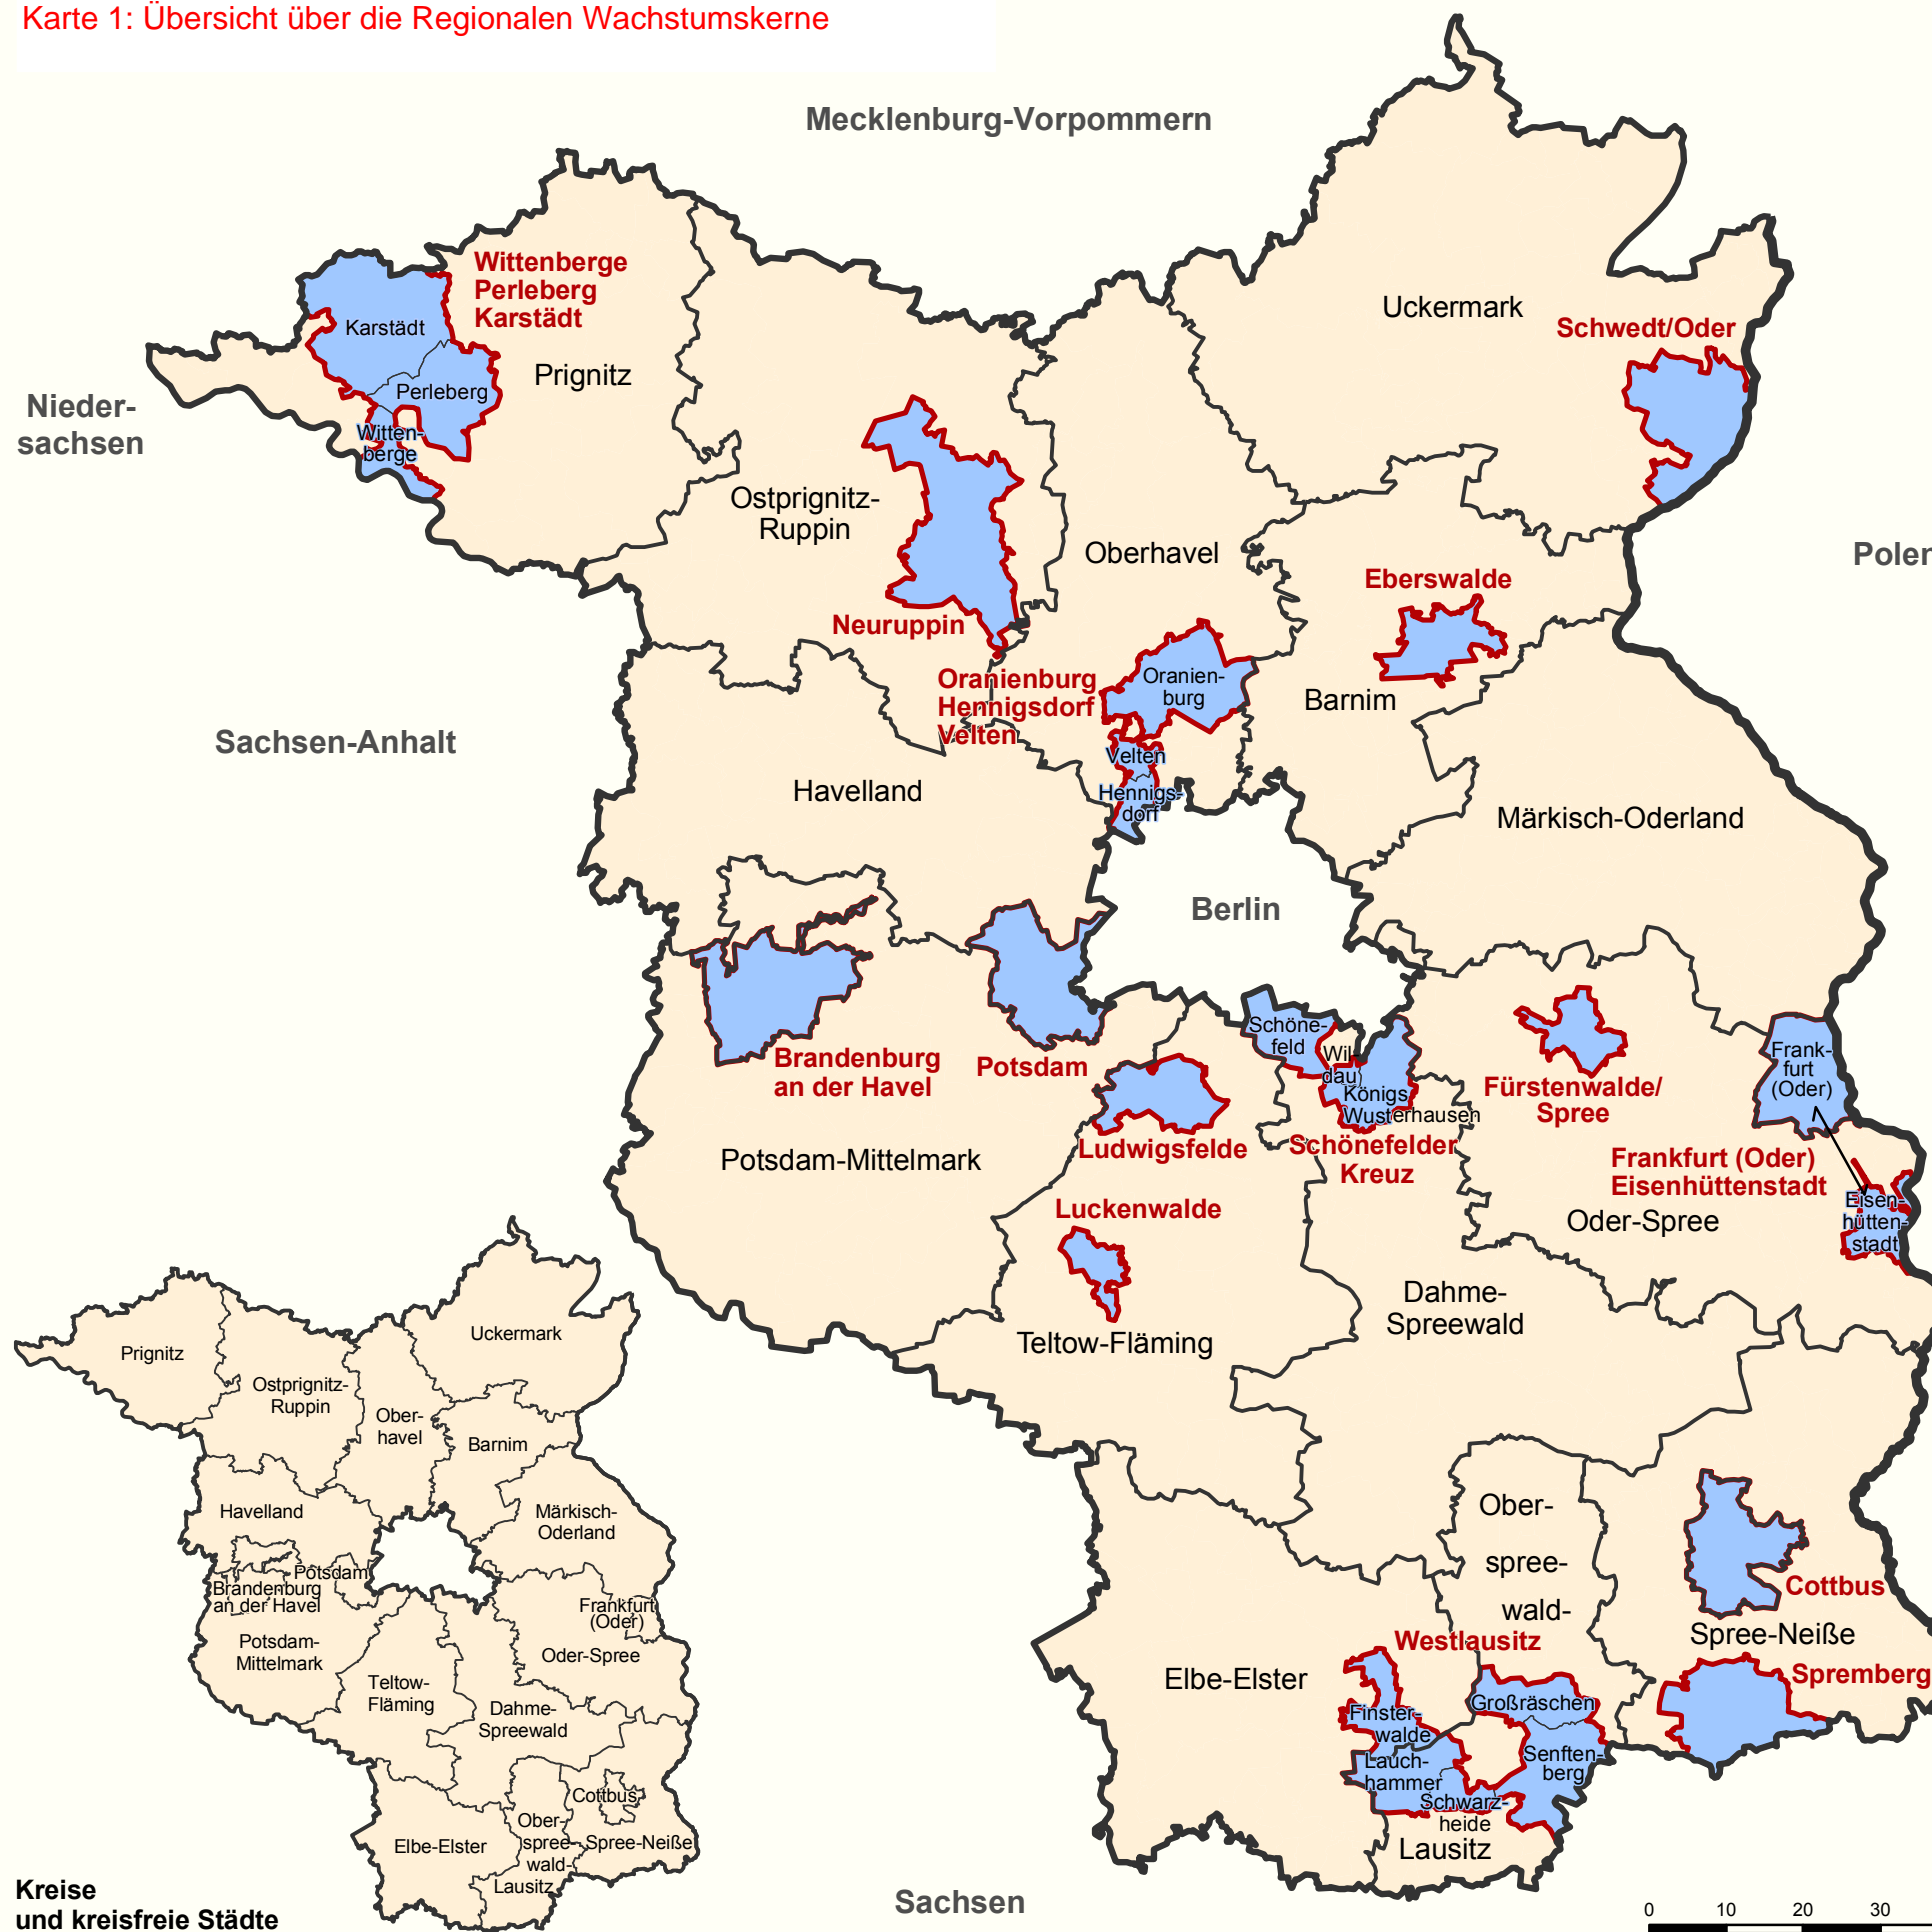 Karte 1: Übersicht über die Regionalen Wachstumskerne
Mecklenburg-Vorpommern
Nieder-
sachsen
Sachsen-Anhalt
Berlin
Sachsen
Wittenberge
Perleberg
Karstädt
Karstädt
Perleberg
Witten-
berge
Prignitz
Ostprignitz-
Ruppin
Neuruppin
Oberhavel
Uckermark
Schwedt/Oder
Eberswalde
Barnim
Oranienburg
Hennigsdorf
Velten
Oranien-
burg
Velten
Hennigs-
dorf
Havelland
Märkisch-Oderland
Brandenburg
an der Havel
Potsdam
Potsdam-Mittelmark
Ludwigsfelde
Luckenwalde
Teltow-Fläming
Schöne-
feld
Wil-
dau
Königs
Wusterhausen
Schönefelder
Kreuz
Fürstenwalde/
Spree
Frank-
furt
(Oder)
Frankfurt (Oder)
Eisenhüttenstadt
Eisen-
hütten-
stadt
Oder-Spree
Dahme-
Spreewald
Ober-
spree-
wald-
Lausitz
Cottbus
Spree-Neiße
Spremberg
Elbe-Elster
Westlausitz
Finster-
walde
Lauch-
hammer
Schwarz-
heide
Großräschen
Senften-
berg
Prignitz
Ostprignitz-
Ruppin
Ober-
havel
Uckermark
Barnim
Havelland
Märkisch-
Oderland
Potsdam
Brandenburg
an der Havel
Potsdam-
Mittelmark
Teltow-
Fläming
Frankfurt
(Oder)
Oder-Spree
Dahme-
Spreewald
Cottbus
Ober-
spree-
wald-
Lausitz
Spree-Neiße
Elbe-Elster
Kreise
und kreisfreie Städte
0 10 20 30